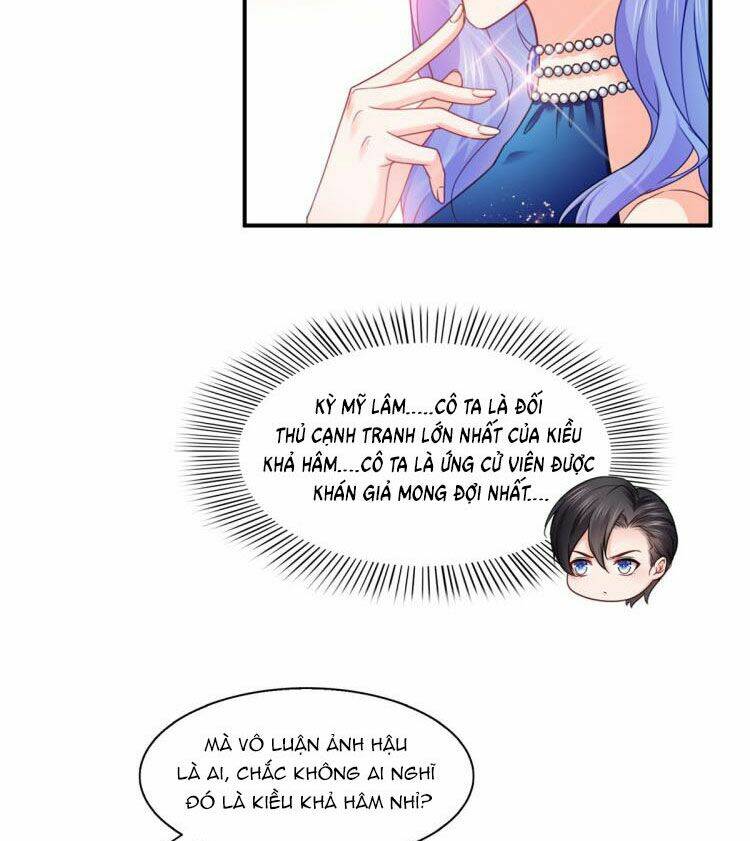 KỲ MỸ LÂM.....CÔ TA LÀ ĐỐI
THỦ CẠNH TRANH LỚN NHẤT CỦA KIỀU
KHẢ HÂM....CÔ TA LÀ ỨNG CỬ VIÊN ĐƯỢC
KHÁN GIẢ MONG ĐỢI NHẤT....
MÀ VÔ LUẬN ẢNH HẬU
LÀ AI, CHẮC KHÔNG AI NGHĨ
ĐÓ LÀ KIỀU KHẢ HÂM NHỈ?